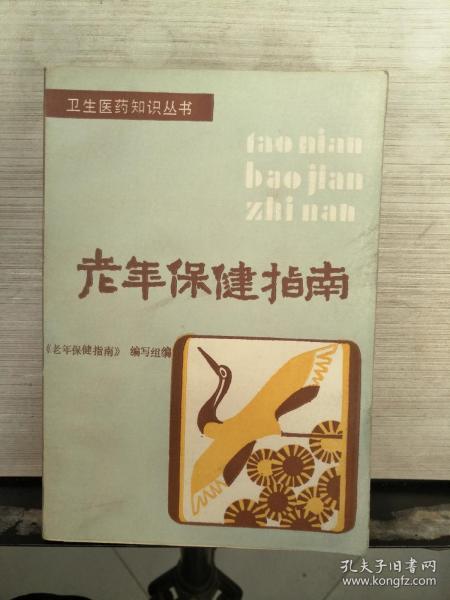 卫生医药知识丛书
lao nian
bao jian
zhi nan
老年保健指南
《老年保健指南》 编写组编
孔夫子旧书网
www.kongfz.com